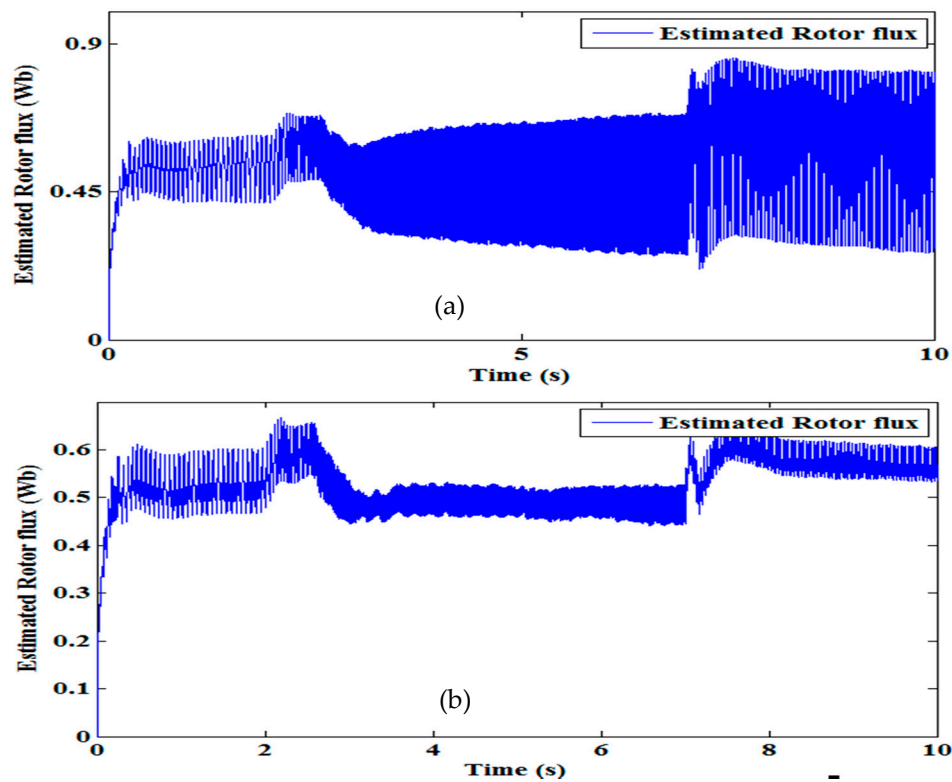 Estimated Rotor flux
0.9
0.45
0
Estimated Rotor flux (Wb)
(a)
0
5
10
Time (s)
Estimated Rotor flux
0.6
0.5
0.4
0.3
0.2
0.1
0
Estimated Rotor flux (Wb)
(b)
0
2
4
6
8
10
Time (s)